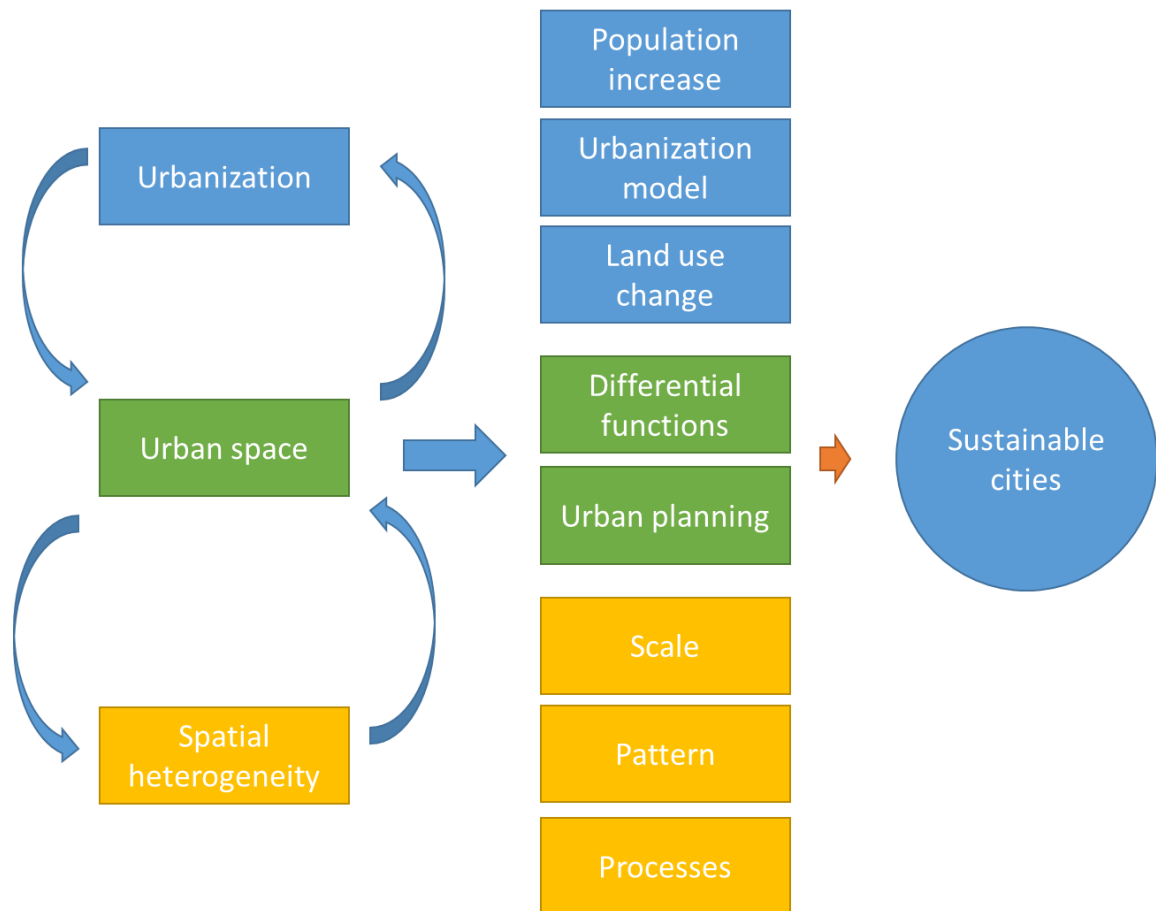 Urbanization
Urban space
Spatial
heterogeneity
Population
increase
Urbanization
model
Land use
change
Differential
functions
Urban planning
Scale
Pattern
Processes
Sustainable
cities